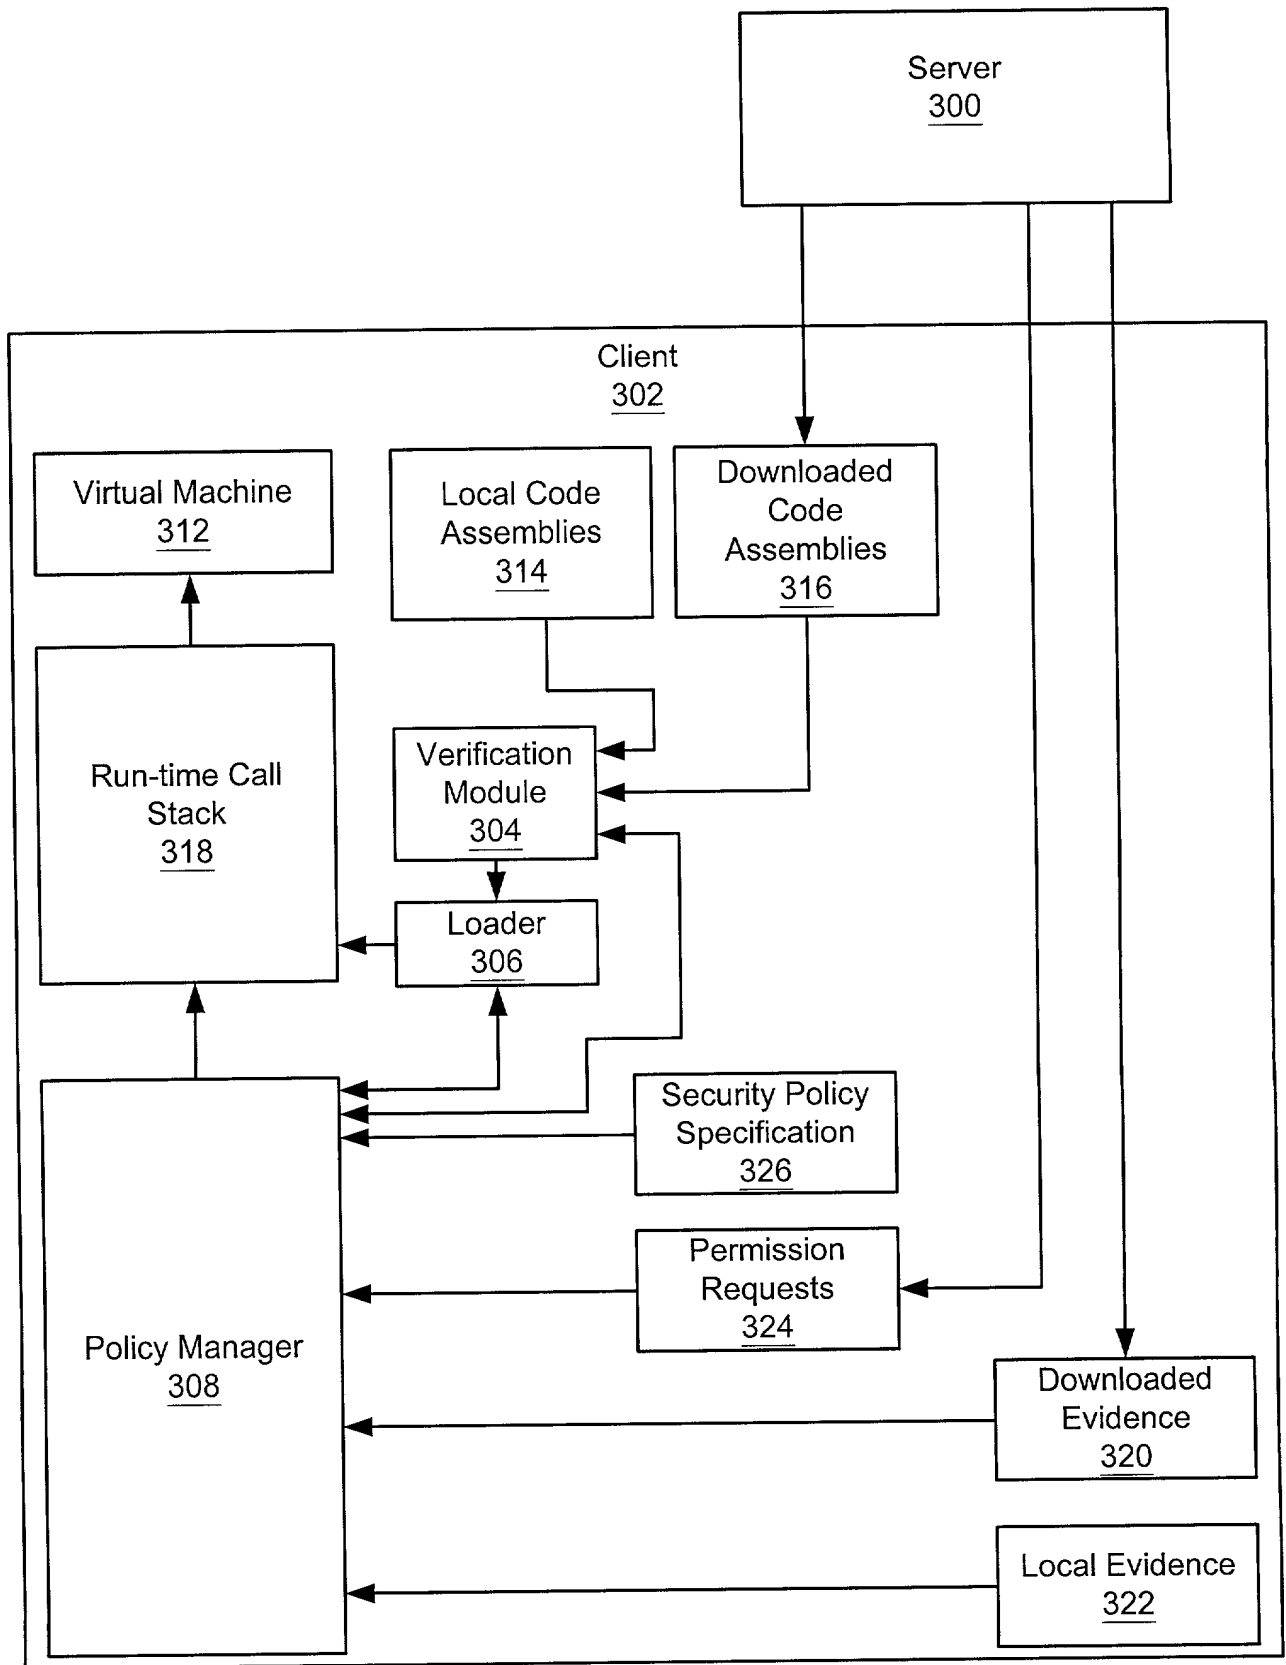 Server
300
Client
302
Virtual Machine
312
Local Code
Assemblies
314
Downloaded
Code
Assemblies
316
Run-time Call
Stack
318
Verification
Module
304
Loader
306
Security Policy
Specification
326
Permission
Requests
324
Policy Manager
308
Downloaded
Evidence
320
Local Evidence
322